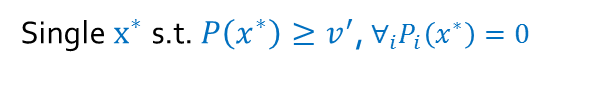 Single x* s.t. P(x*) ≥ v′, ∀ᵢPᵢ(x*) = 0